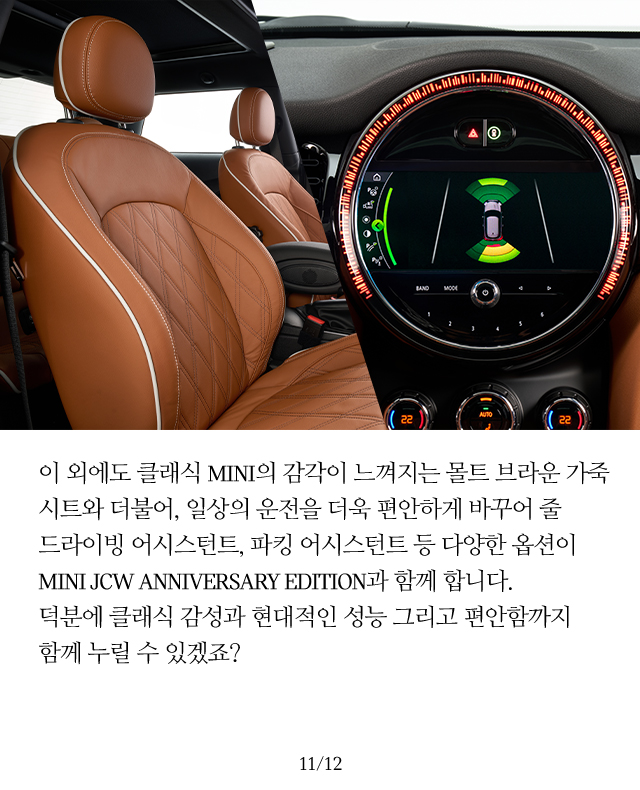 BAND MODE
1 2 3 4 5 6
22 AUTO 22
이 외에도 클래식 MINI의 감각이 느껴지는 몰트 브라운 가죽
시트와 더불어, 일상의 운전을 더욱 편안하게 바꾸어 줄
드라이빙 어시스턴트, 파킹 어시스턴트 등 다양한 옵션이
MINI JCW ANNIVERSARY EDITION과 함께 합니다.
덕분에 클래식 감성과 현대적인 성능 그리고 편안함까지
함께 누릴 수 있겠죠?
11/12